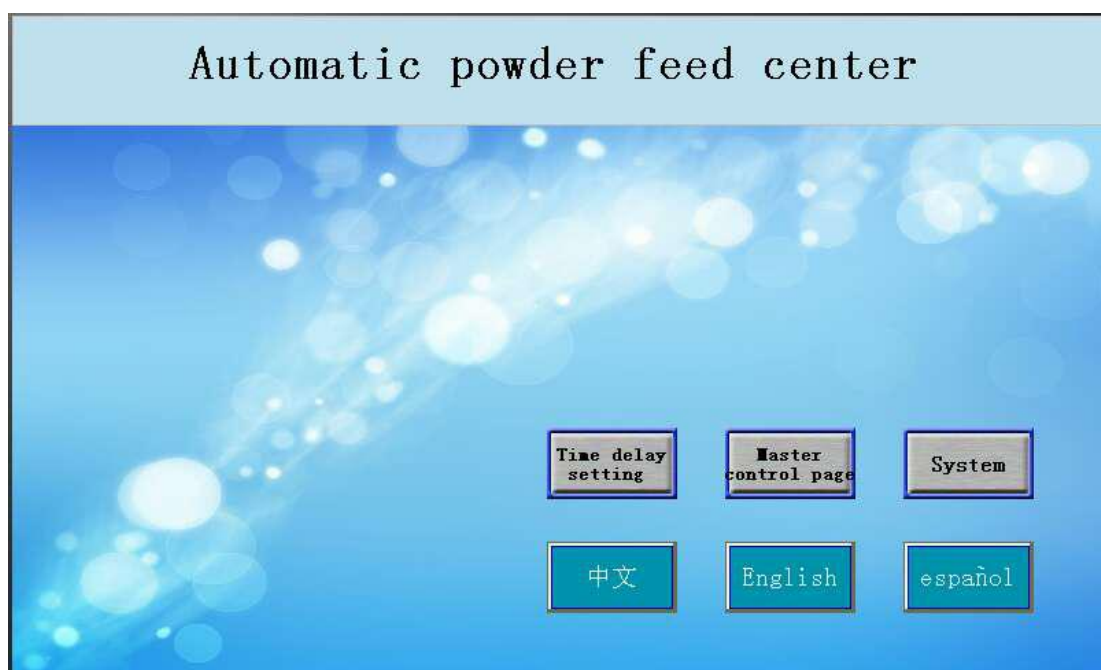 Automatic powder feed center
Time delay
setting
Master
control page
System
中文
English
español